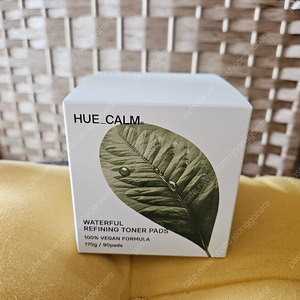 HUE_CALM
WATERFUL
REFINING TONER PADS
100% VEGAN FORMULA
170g / 90pads